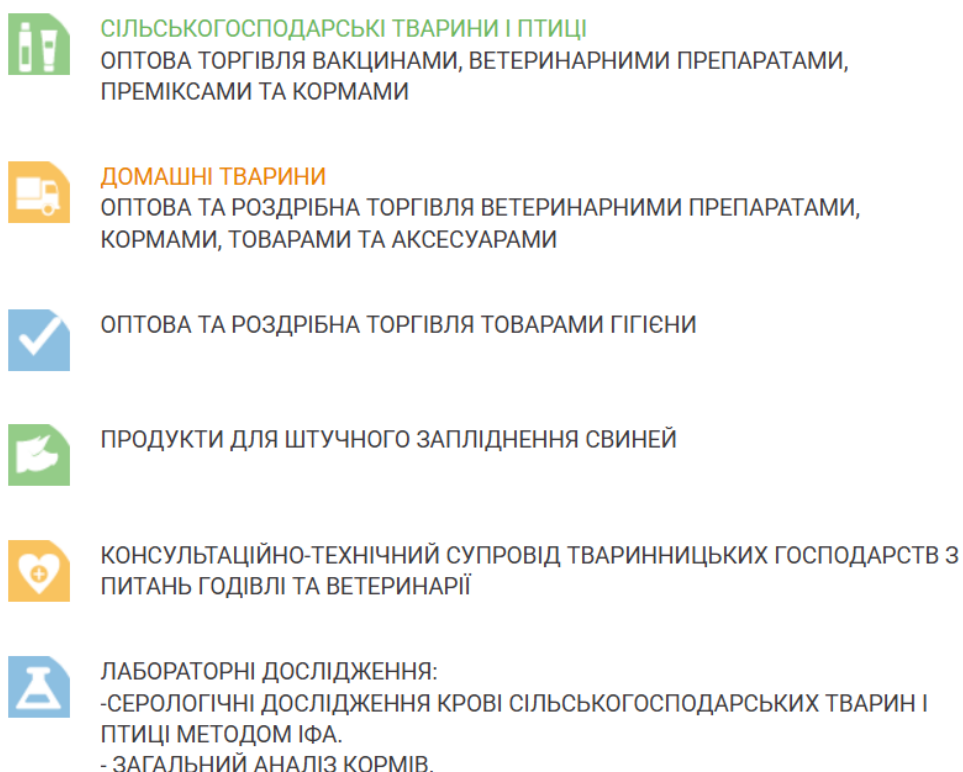 СІЛЬСЬКОГОСПОДАРСЬКІ ТВАРИНИ І ПТИЦІ
ОПТОВА ТОРГІВЛЯ ВАКЦИНАМИ, ВЕТЕРИНАРНИМИ ПРЕПАРАТАМИ,
ПРЕМІКСАМИ ТА КОРМАМИ
ДОМАШНІ ТВАРИНИ
ОПТОВА ТА РОЗДРІБНА ТОРГІВЛЯ ВЕТЕРИНАРНИМИ ПРЕПАРАТАМИ,
КОРМАМИ, ТОВАРАМИ ТА АКСЕСУАРАМИ
ОПТОВА ТА РОЗДРІБНА ТОРГІВЛЯ ТОВАРАМИ ГІГІЄНИ
ПРОДУКТИ ДЛЯ ШТУЧНОГО ЗАПЛІДНЕННЯ СВИНЕЙ
КОНСУЛЬТАЦІЙНО-ТЕХНІЧНИЙ СУПРОВІД ТВАРИННИЦЬКИХ ГОСПОДАРСТВ З
ПИТАНЬ ГОДІВЛІ ТА ВЕТЕРИНАРІЇ
ЛАБОРАТОРНІ ДОСЛІДЖЕННЯ:
-СЕРОЛОГІЧНІ ДОСЛІДЖЕННЯ КРОВІ СІЛЬСЬКОГОСПОДАРСЬКИХ ТВАРИН І
ПТИЦІ МЕТОДОМ ІФА.
- ЗАГАЛЬНИЙ АНАЛІЗ КОРМІВ.